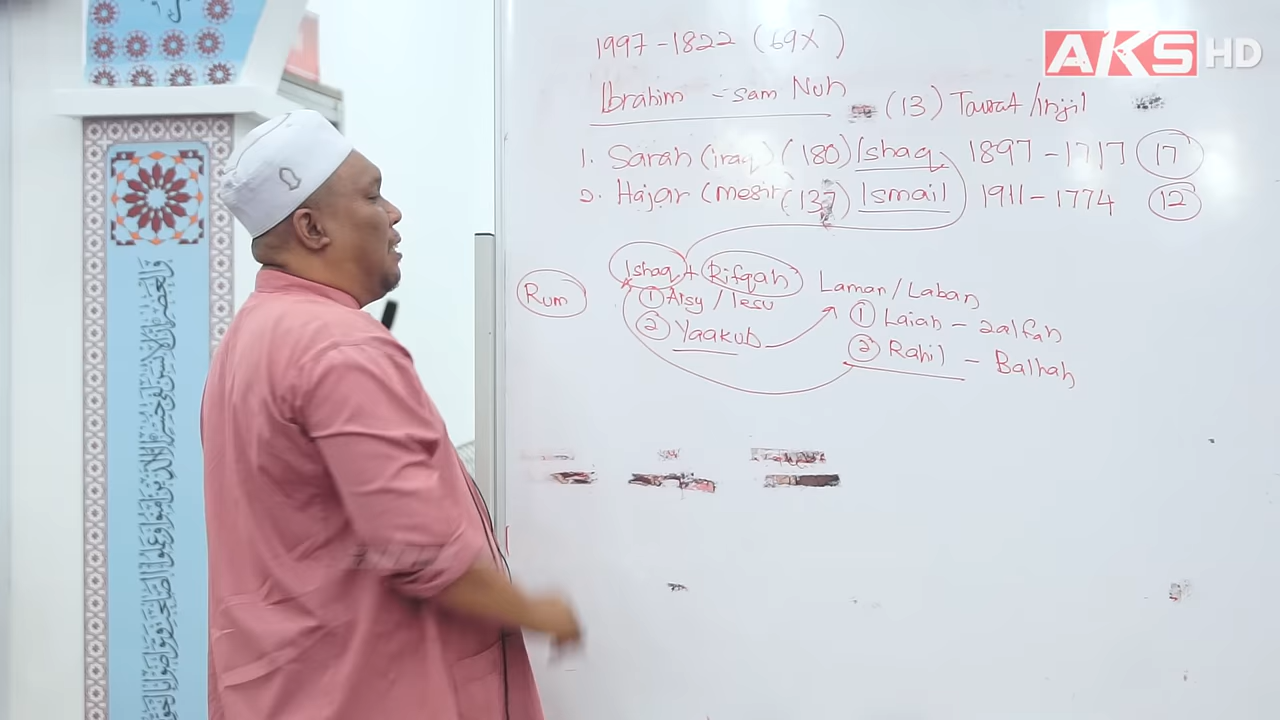 AKS HD
1997 - 1822 (69x)
Ibrahim - sam Nuh
(13) Taurat / Injil
1. Sarah (iraq) (180) Ishaq 1897 - 1717 17
2. Hajar (mesir (137) Ismail 1911 - 1774 12
Rum
Ishaq + Rifqah
1 Aisy / Iesu
2 Yaakub
Laman / Laban
1 Laiah - zalfah
2 Rahil - Balhah